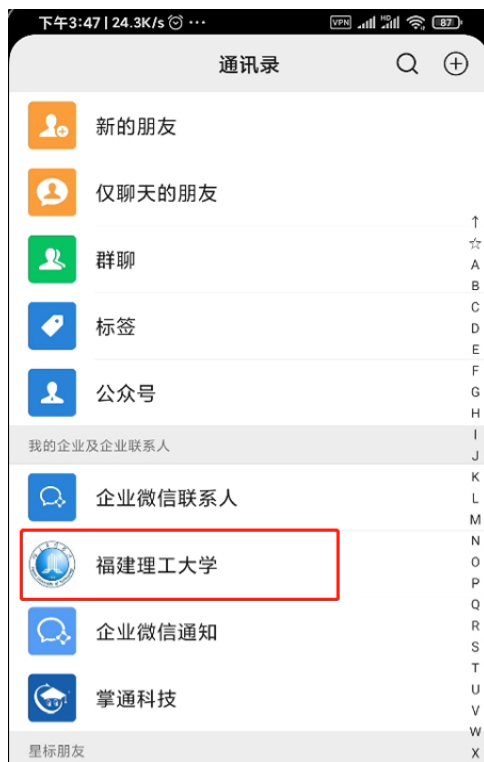 下午3:47 | 24.3K/s ··· VPN HD 87
通讯录
新的朋友
仅聊天的朋友
群聊
标签
公众号
我的企业及企业联系人
企业微信联系人
福建理工大学
企业微信通知
掌通科技
星标朋友
↑
☆
A
B
C
D
E
F
G
H
I
J
K
L
M
N
O
P
Q
R
S
T
U
V
W
X